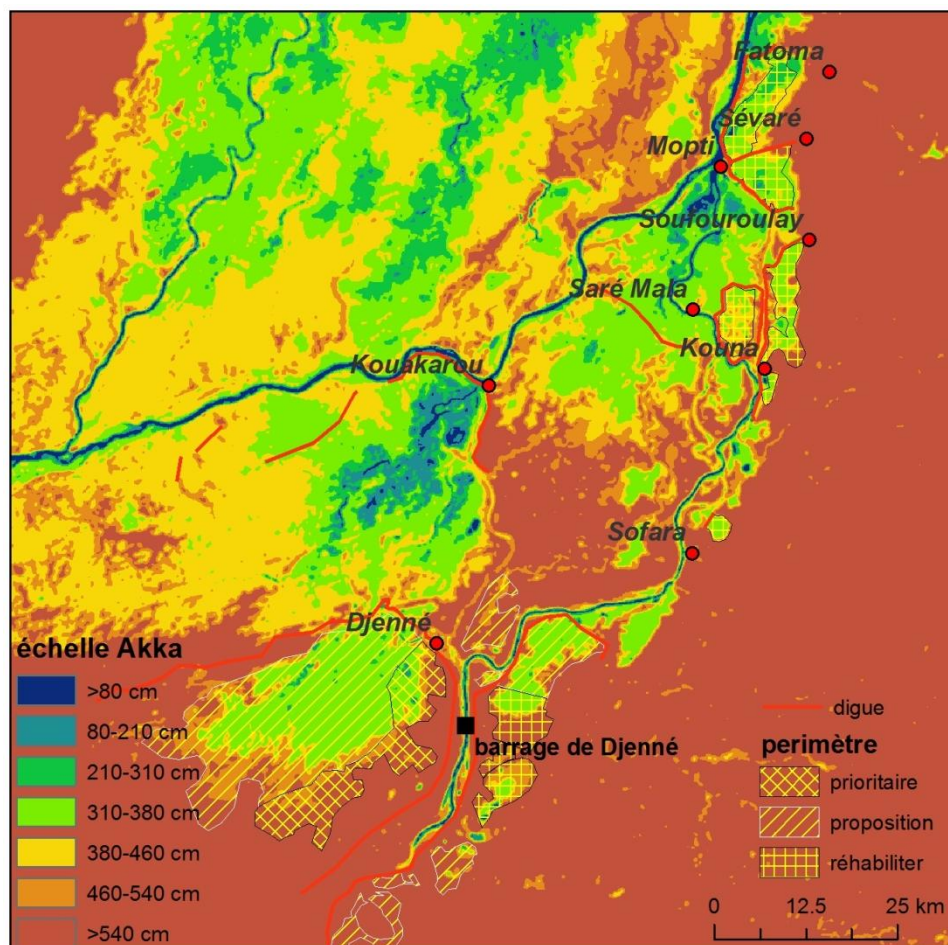 Fatoma
Sévaré
Mopti
Soufouroulay
Saré Mala
Kouna
Kouakarou
Sofara
Djenné
échelle Akka
>80 cm
80-210 cm
210-310 cm
310-380 cm
380-460 cm
460-540 cm
>540 cm
barrage de Djenné
digue
perimètre
prioritaire
proposition
réhabiliter
0 12.5 25 km